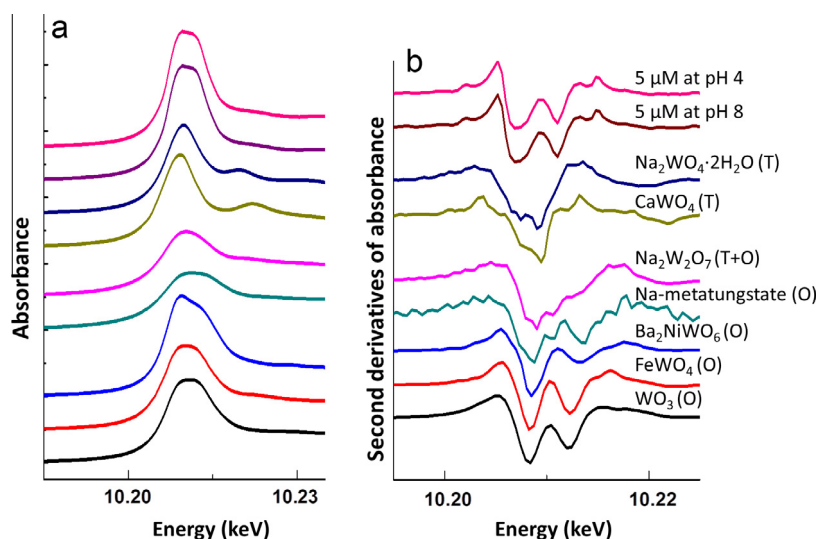 a
b
Absorbance
Second derivatives of absorbance
5 µM at pH 4
5 µM at pH 8
Na₂WO₄·2H₂O (T)
CaWO₄ (T)
Na₂W₂O₇ (T+O)
Na-metatungstate (O)
Ba₂NiWO₆ (O)
FeWO₄ (O)
WO₃ (O)
10.20
10.23
10.20
10.22
Energy (keV)
Energy (keV)